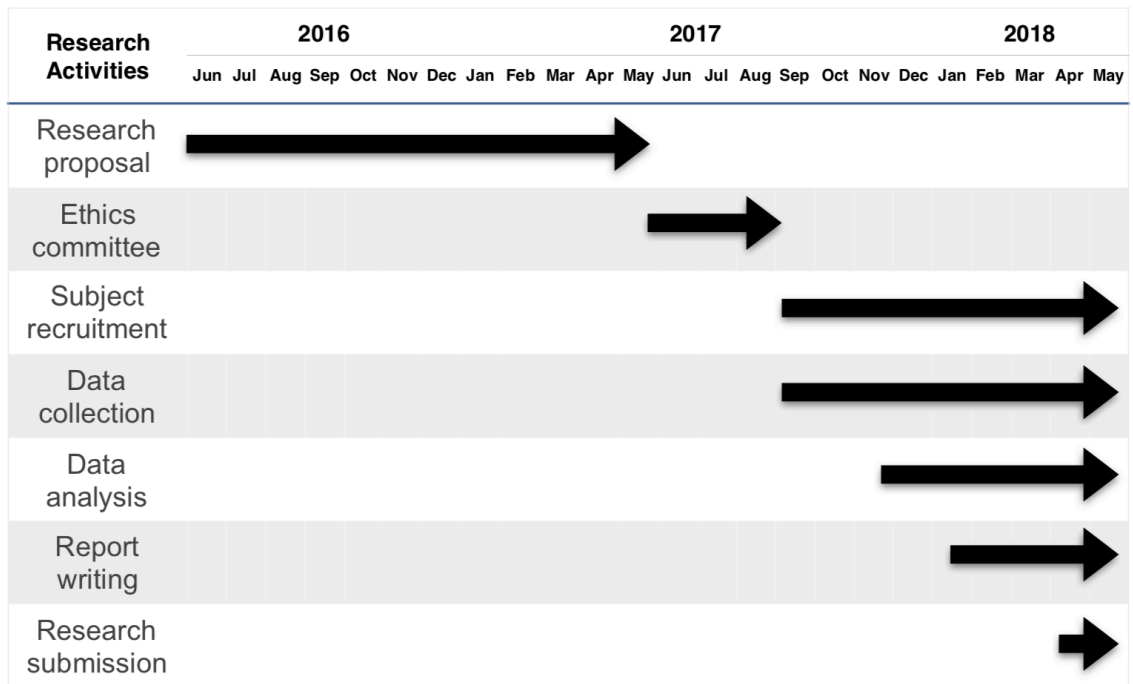 2016 2017 2018
Research
Activities
Jun Jul Aug Sep Oct Nov Dec Jan Feb Mar Apr May Jun Jul Aug Sep Oct Nov Dec Jan Feb Mar Apr May
Research
proposal
Ethics
committee
Subject
recruitment
Data
collection
Data
analysis
Report
writing
Research
submission